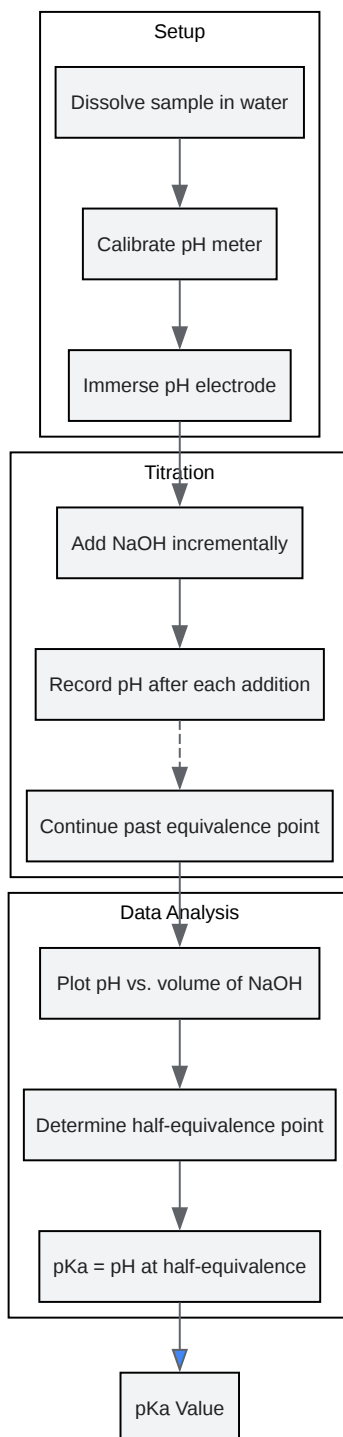 Setup
Dissolve sample in water
Calibrate pH meter
Immerse pH electrode
Titration
Add NaOH incrementally
Record pH after each addition
Continue past equivalence point
Data Analysis
Plot pH vs. volume of NaOH
Determine half-equivalence point
pKa = pH at half-equivalence
pKa Value